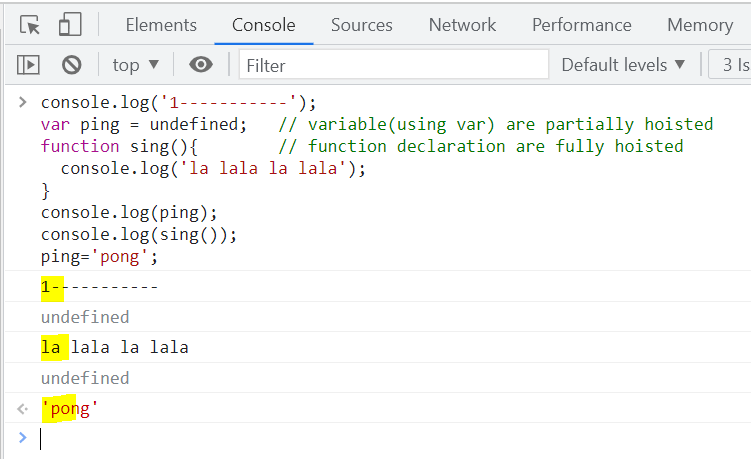 Elements Console Sources Network Performance Memory
top ▼ Filter Default levels ▼ 3 Is
> console.log('1-----------');
var ping = undefined;   // variable(using var) are partially hoisted
function sing(){        // function declaration are fully hoisted
  console.log('la lala la lala');
}
console.log(ping);
console.log(sing());
ping='pong';
1-----------
undefined
la lala la lala
undefined
'pong'
>